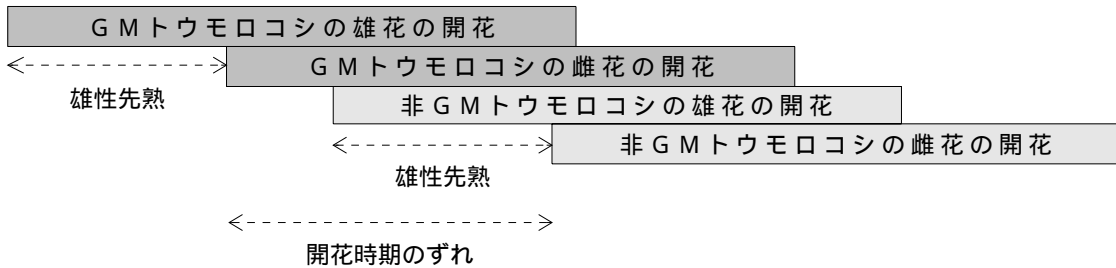 ＧＭトウモロコシの雄花の開花
ＧＭトウモロコシの雌花の開花
雄性先熟
非ＧＭトウモロコシの雄花の開花
非ＧＭトウモロコシの雌花の開花
雄性先熟
開花時期のずれ